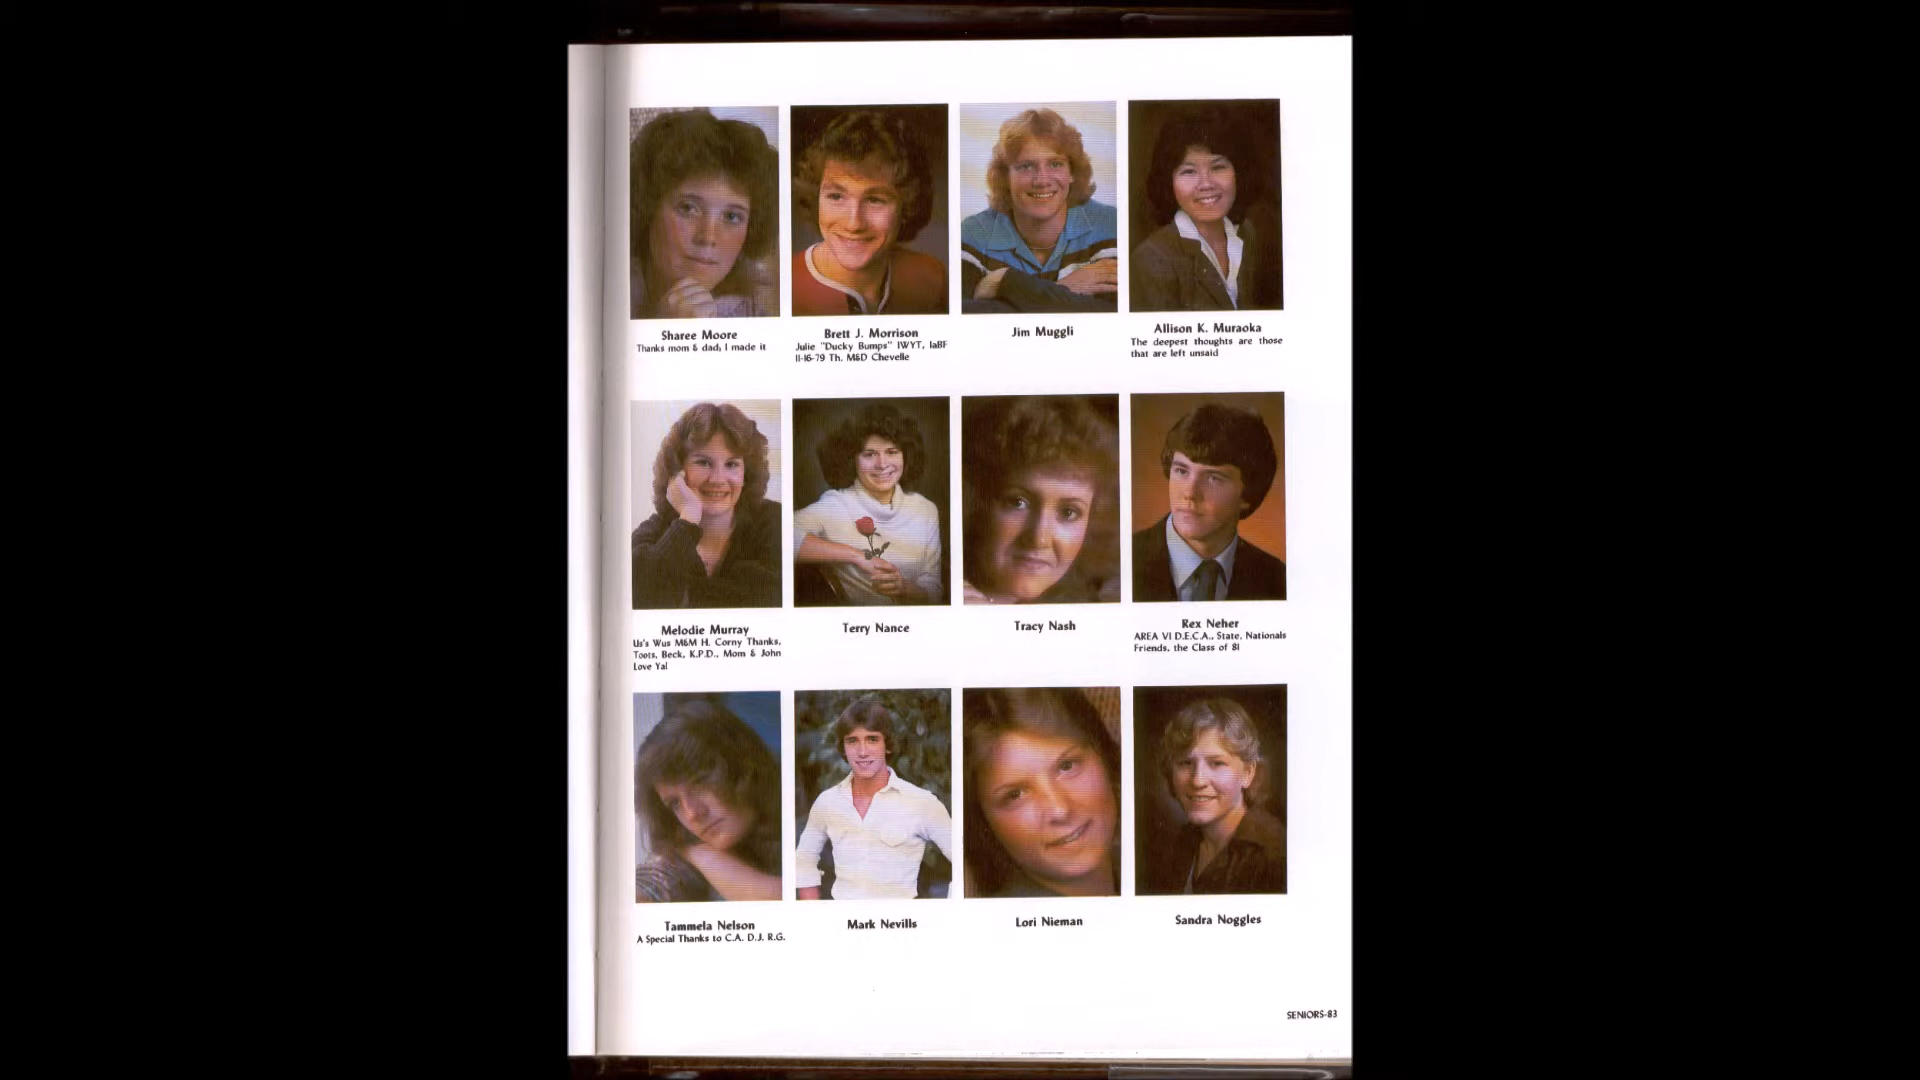 Sharee Moore
Thanks mom & dad, I made it
Brett J. Morrison
Julie "Ducky Bumps" IWYT, IaBF
11-16-79 Th. M&D Chevelle
Jim Muggli
Allison K. Muraoka
The deepest thoughts are those
that are left unsaid
Melodie Murray
Us's Wus M&M H. Corny Thanks,
Toots, Beck, K.P.D., Mom & John
Love Ya!
Terry Nance
Tracy Nash
Rex Neher
AREA VI D.E.C.A., State, Nationals
Friends, the Class of 81
Tammela Nelson
A Special Thanks to C.A. D.J. R.G.
Mark Nevills
Lori Nieman
Sandra Noggles
SENIORS-83